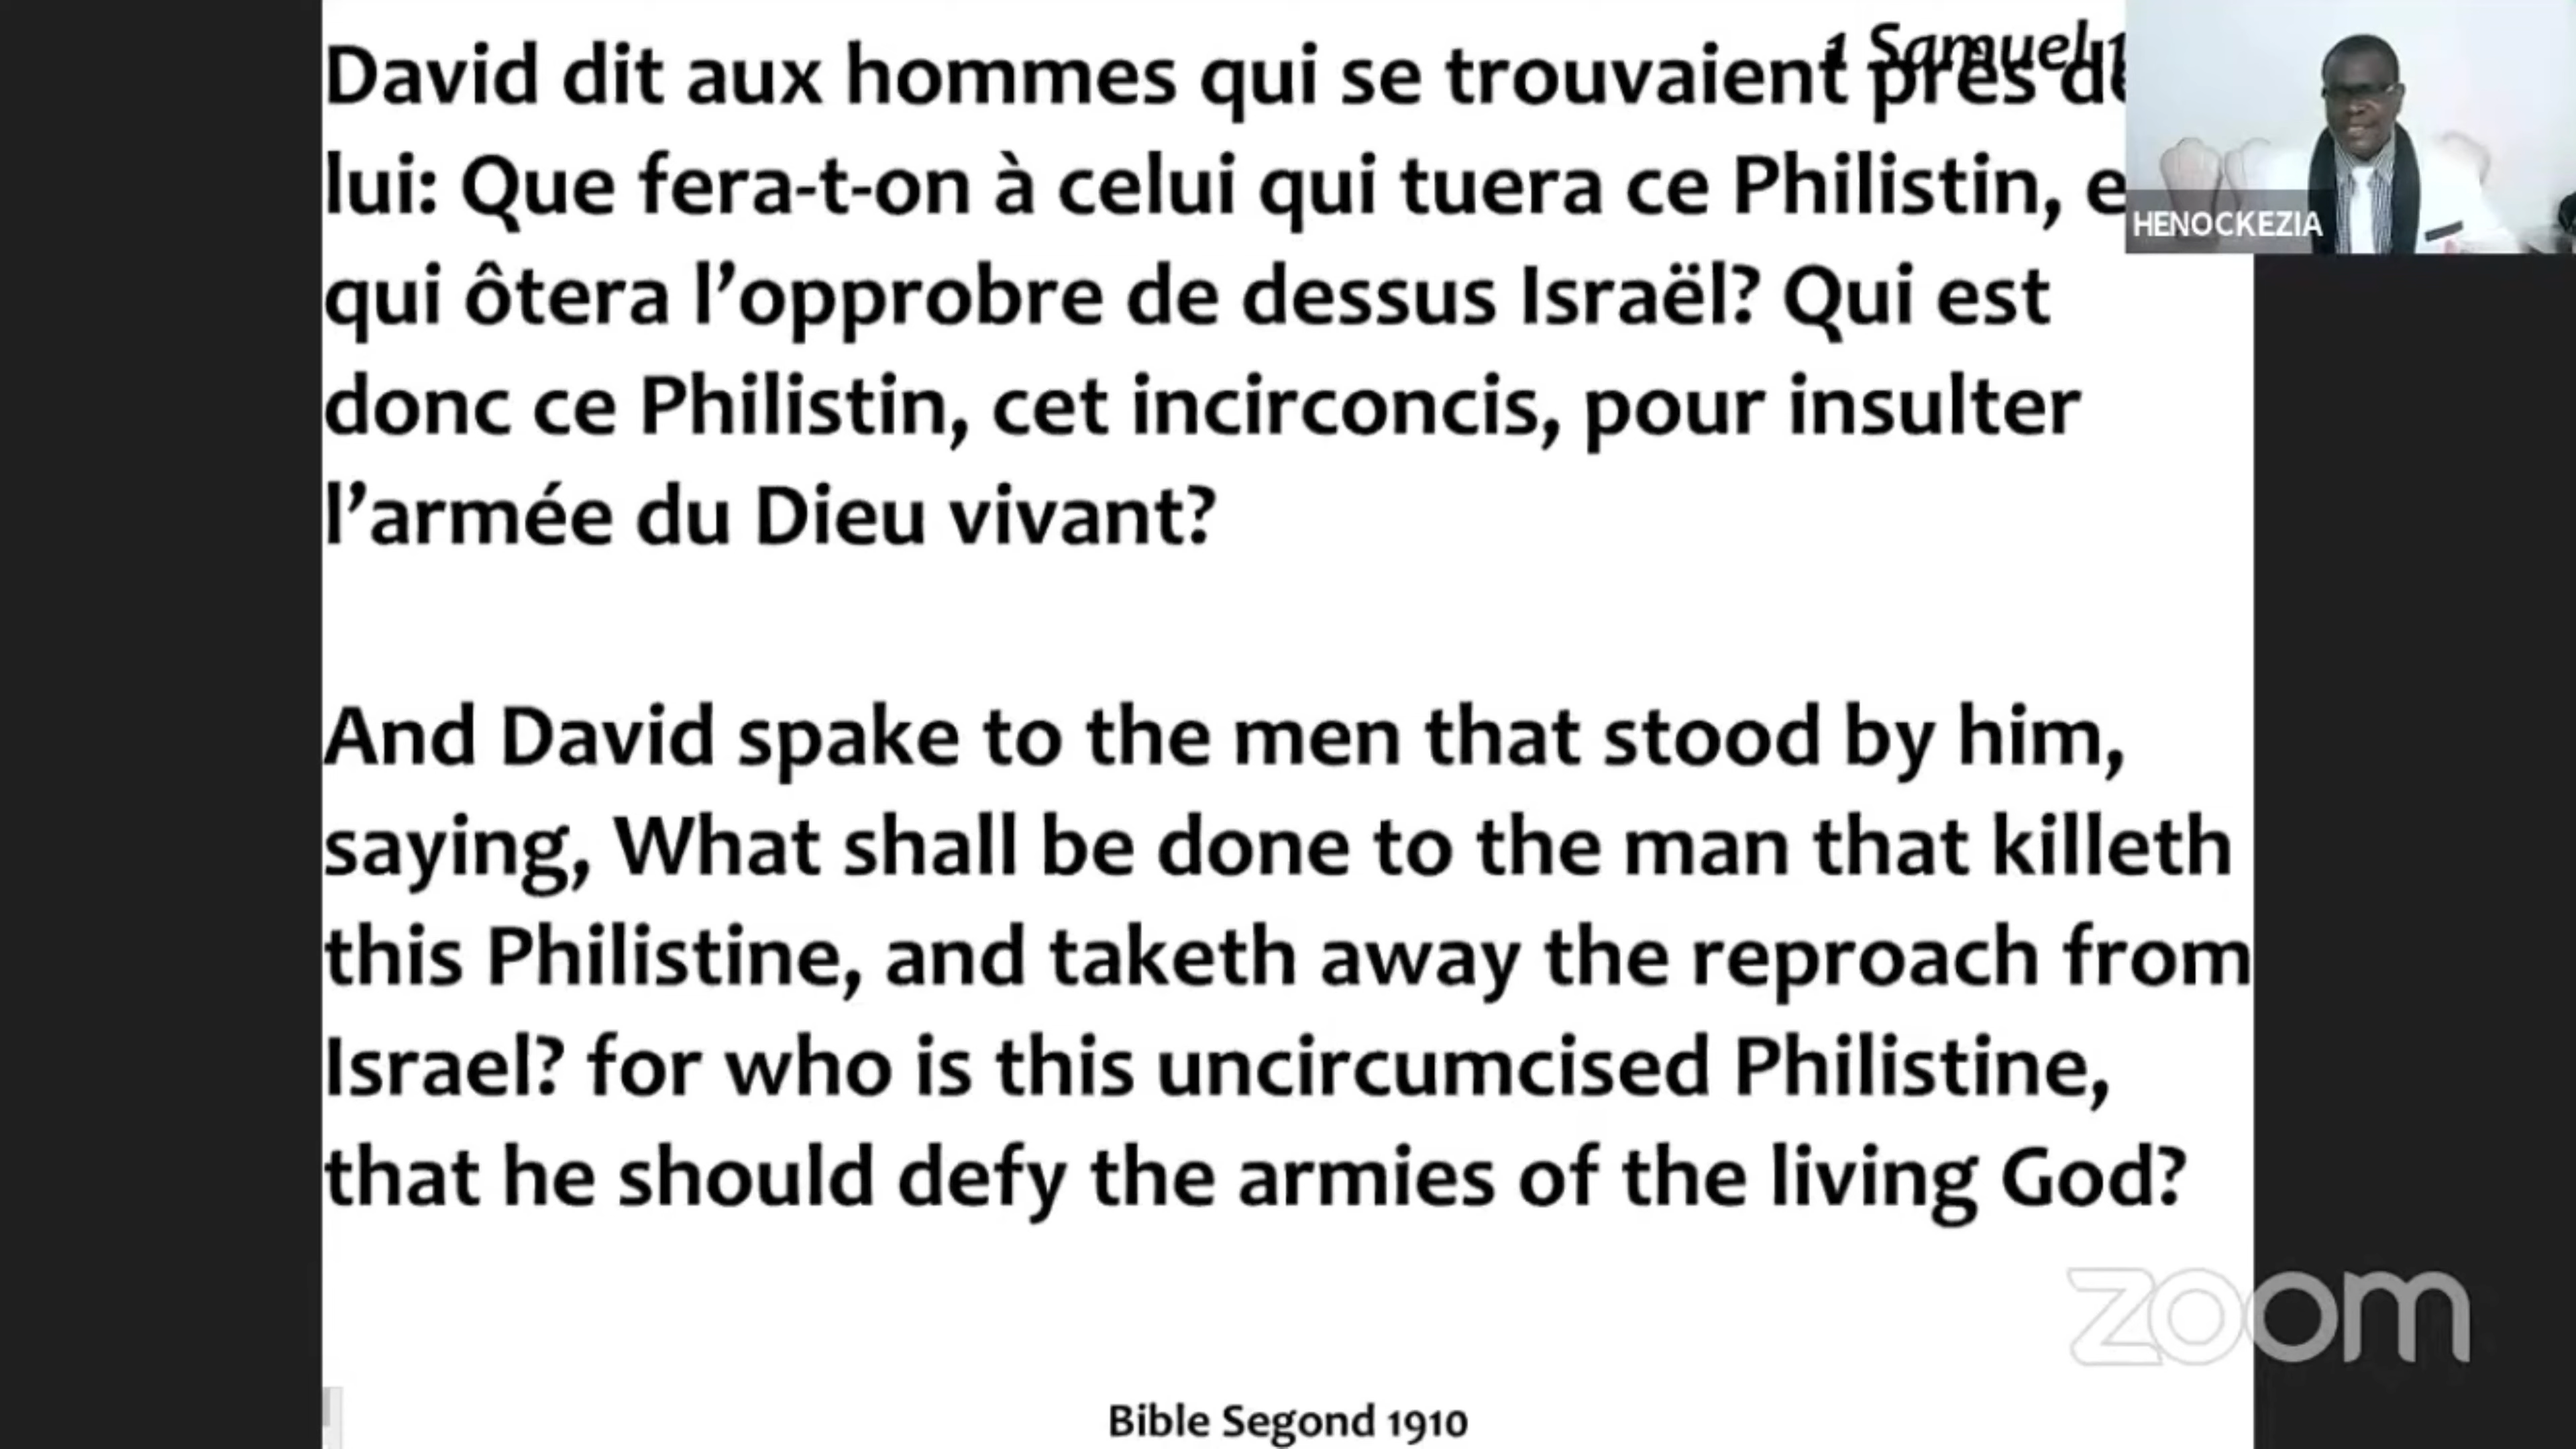 1 Samuel
David dit aux hommes qui se trouvaient près de
lui: Que fera-t-on à celui qui tuera ce Philistin, e
qui ôtera l’opprobre de dessus Israël? Qui est
donc ce Philistin, cet incirconcis, pour insulter
l’armée du Dieu vivant?
And David spake to the men that stood by him,
saying, What shall be done to the man that killeth
this Philistine, and taketh away the reproach from
Israel? for who is this uncircumcised Philistine,
that he should defy the armies of the living God?
Bible Segond 1910
HENOCKEZIA
zoom